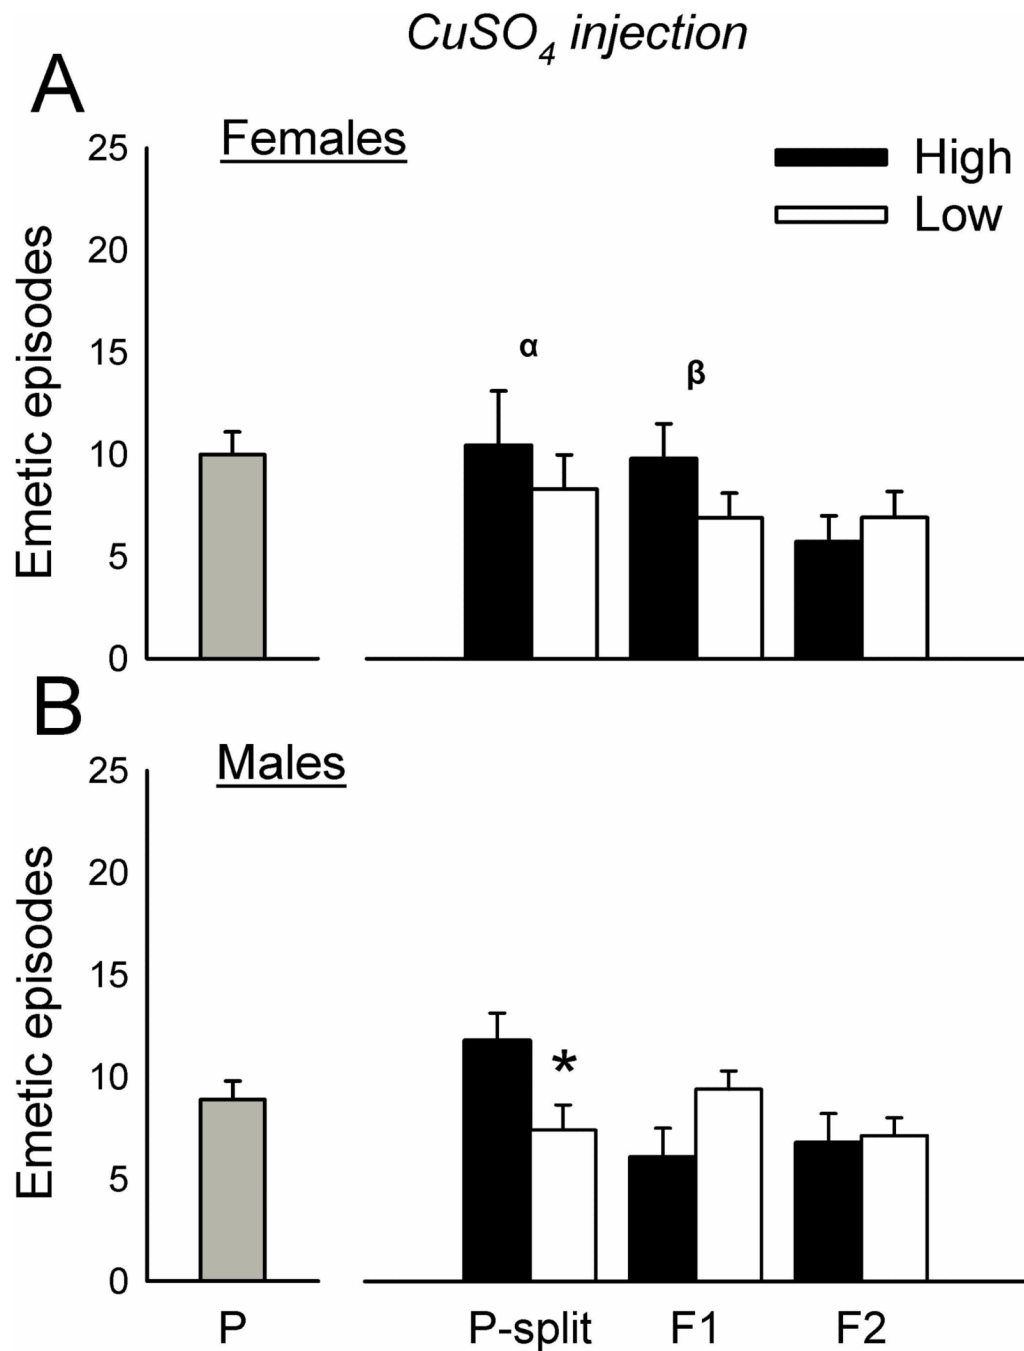 CuSO4 injection
A
Females
High
Low
Emetic episodes
25
20
15
10
5
0
α
β
B
Males
Emetic episodes
25
20
15
10
5
0
*
P
P-split
F1
F2